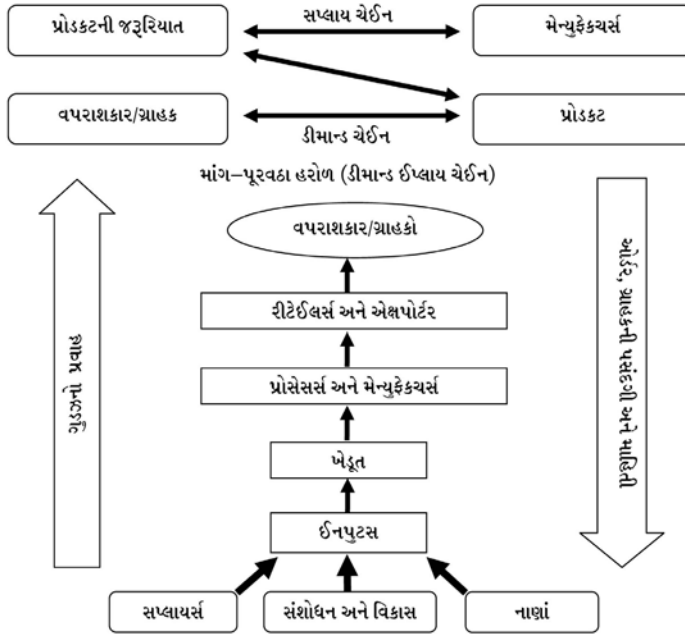 પ્રોડકટની જરૂરિયાત
સપ્લાય ચેઈન
મેન્યુફેકચર્સ
વપરાશકાર/ગ્રાહક
ડીમાન્ડ ચેઈન
પ્રોડકટ
માંગ–પૂરવઠા હરોળ (ડીમાન્ડ ઈપ્લાય ચેઈન)
વપરાશકાર/ગ્રાહકો
રીટેઈલર્સ અને એક્ષપોર્ટર
પ્રોસેસર્સ અને મેન્યુફેકચર્સ
ખેડૂત
ઈનપુટસ
સપ્લાયર્સ
સંશોધન અને વિકાસ
નાણાં
ગુંડઝનો પ્રવાહ
ઓર્ડર, ગ્રાહકની પસંદગી અને માહિતી